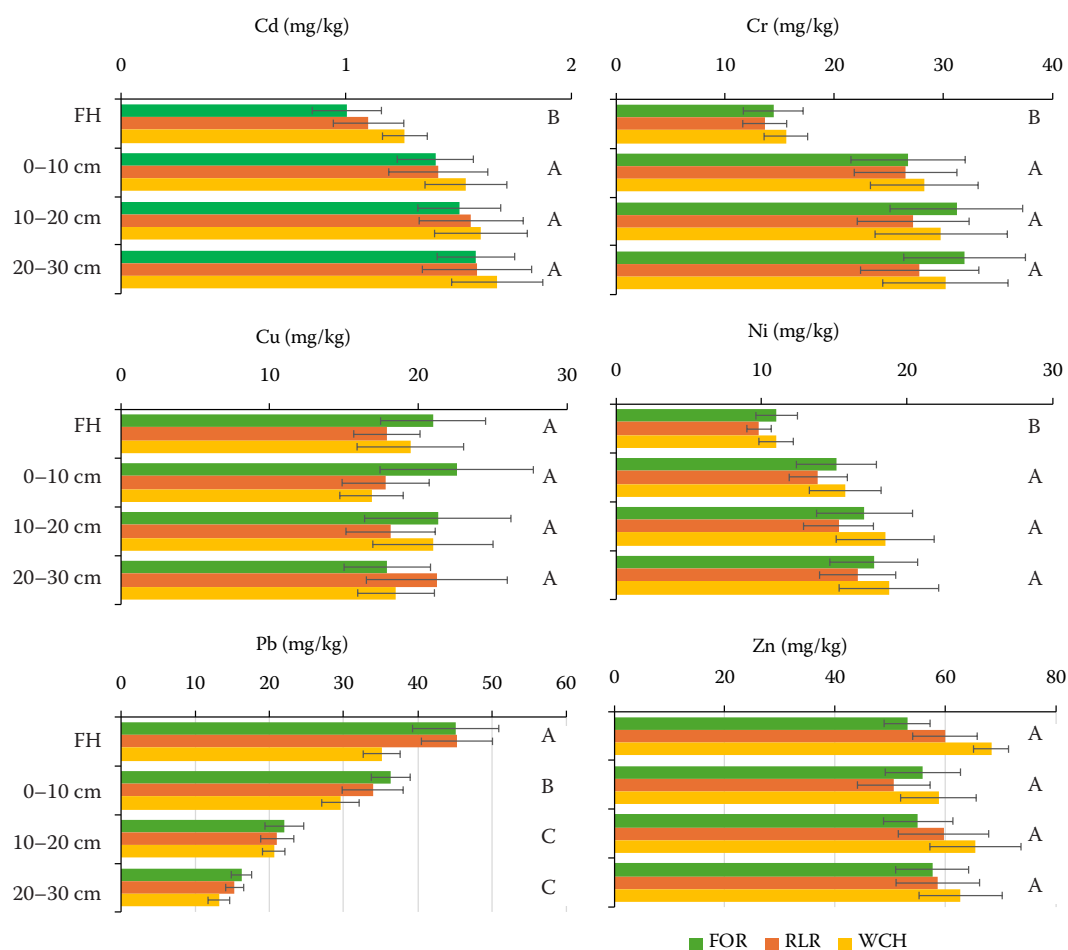 Cd (mg/kg)
0 1 2
FH B
0–10 cm A
10–20 cm A
20–30 cm A
Cr (mg/kg)
0 10 20 30 40
B
A
A
A
Cu (mg/kg)
0 10 20 30
FH A
0–10 cm A
10–20 cm A
20–30 cm A
Ni (mg/kg)
0 10 20 30
B
A
A
A
Pb (mg/kg)
0 10 20 30 40 50 60
FH A
0–10 cm B
10–20 cm C
20–30 cm C
Zn (mg/kg)
0 20 40 60 80
A
A
A
A
FOR RLR WCH